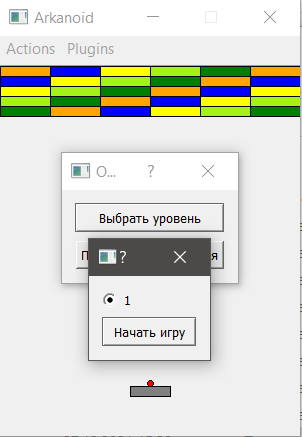 Arkanoid
Actions Plugins
О... ?
Выбрать уровень
?
1
Начать игру